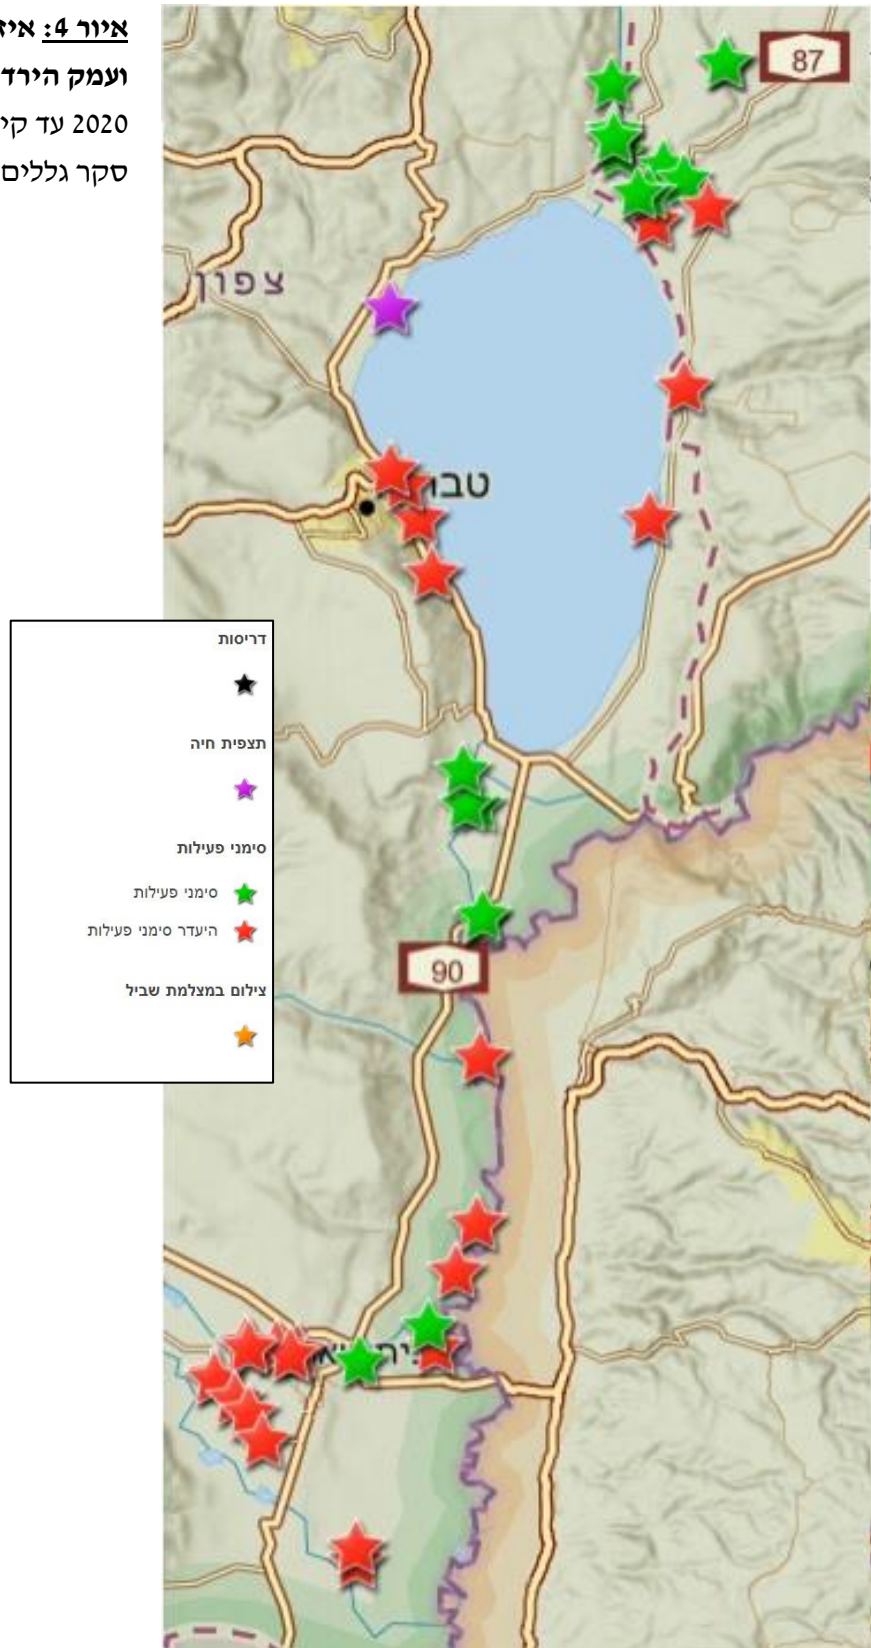 איור 4:
ועמק הירד
2020 עד קי
סקר גללים
87
צפון
טבר
דריסות
תצפית חיה
סימני פעילות
סימני פעילות
היעדר סימני פעילות
צילום במצלמת שביל
90